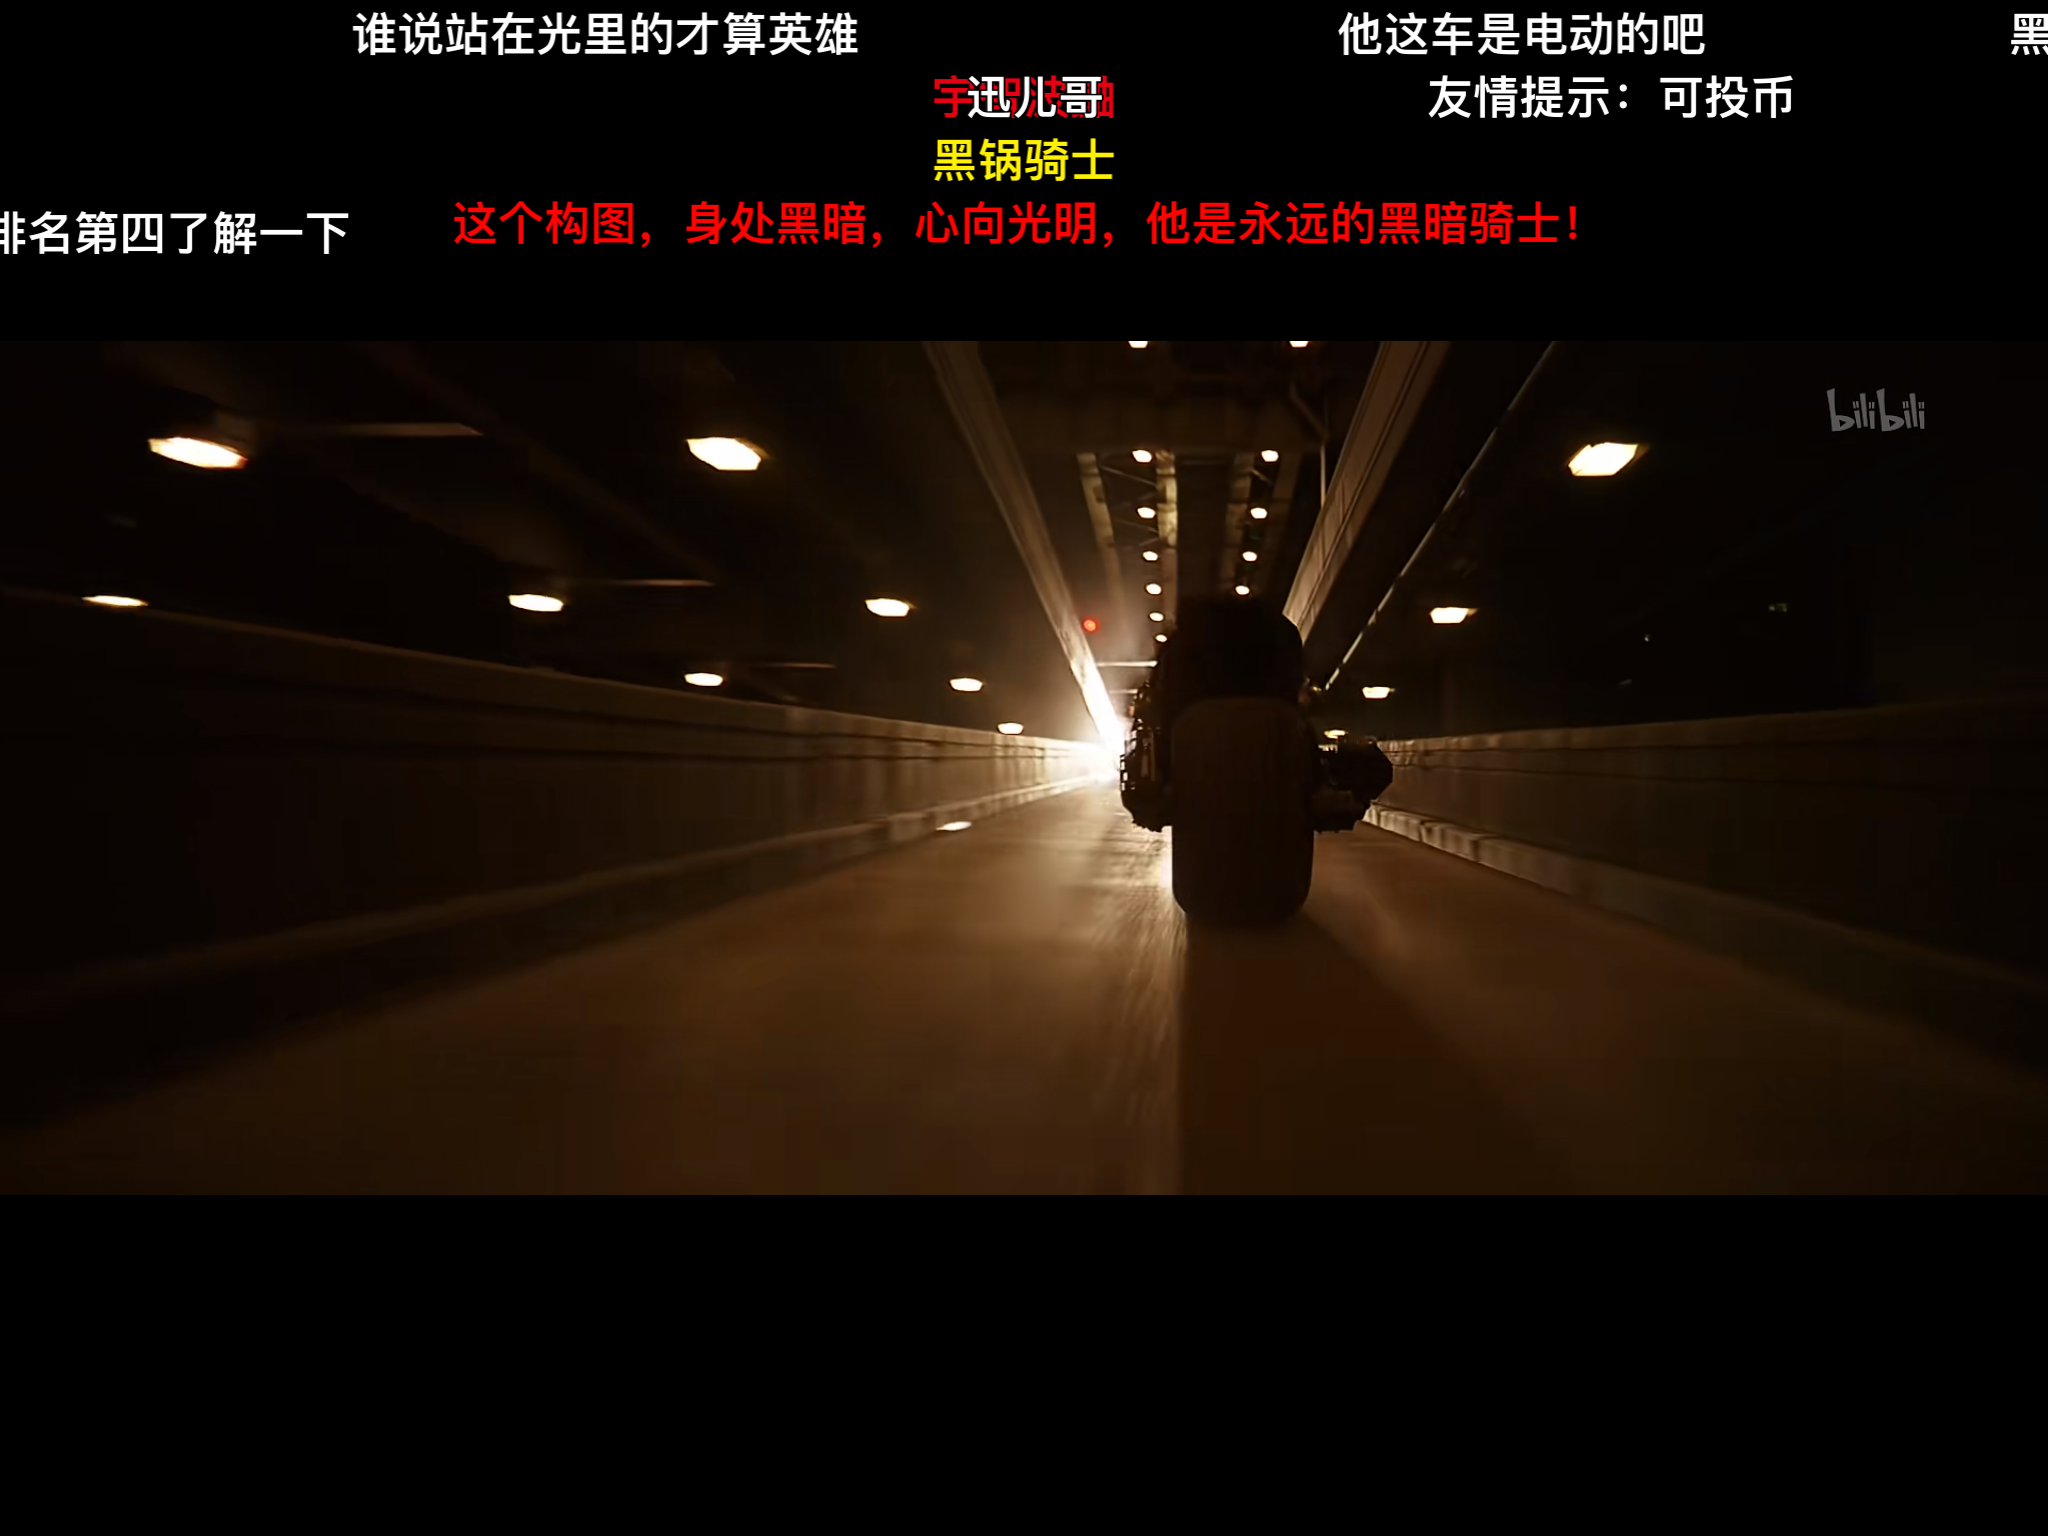 谁说站在光里的才算英雄
他这车是电动的吧
黑
迅儿哥
友情提示：可投币
黑锅骑士
排名第四了解一下
这个构图，身处黑暗，心向光明，他是永远的黑暗骑士！
bilibili